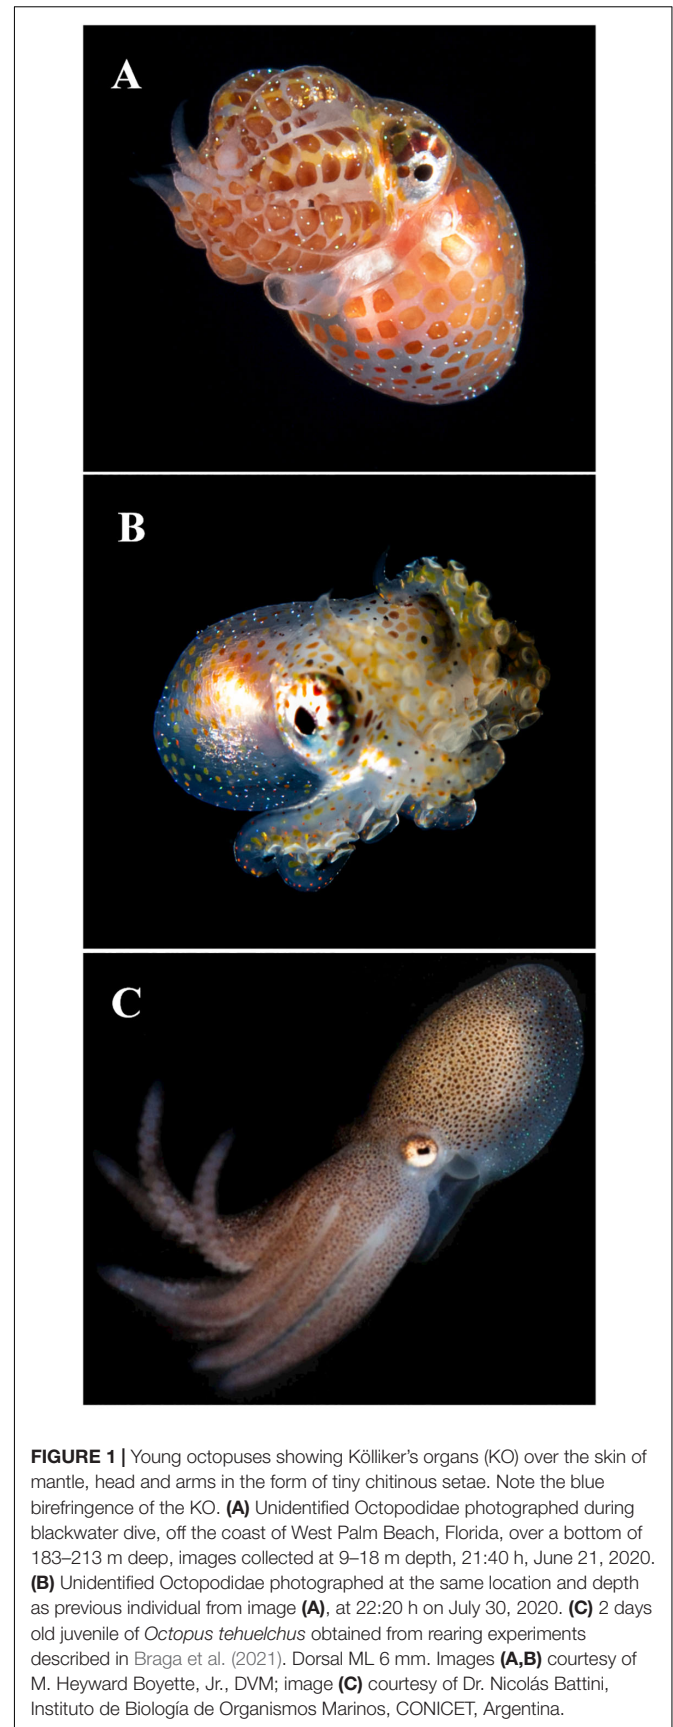 A
B
C
FIGURE 1 | Young octopuses showing Kölliker's organs (KO) over the skin of
mantle, head and arms in the form of tiny chitinous setae. Note the blue
birefringence of the KO. (A) Unidentified Octopodidae photographed during
blackwater dive, off the coast of West Palm Beach, Florida, over a bottom of
183–213 m deep, images collected at 9–18 m depth, 21:40 h, June 21, 2020.
(B) Unidentified Octopodidae photographed at the same location and depth
as previous individual from image (A), at 22:20 h on July 30, 2020. (C) 2 days
old juvenile of Octopus tehuelchus obtained from rearing experiments
described in Braga et al. (2021). Dorsal ML 6 mm. Images (A,B) courtesy of
M. Heyward Boyette, Jr., DVM; image (C) courtesy of Dr. Nicolás Battini,
Instituto de Biología de Organismos Marinos, CONICET, Argentina.